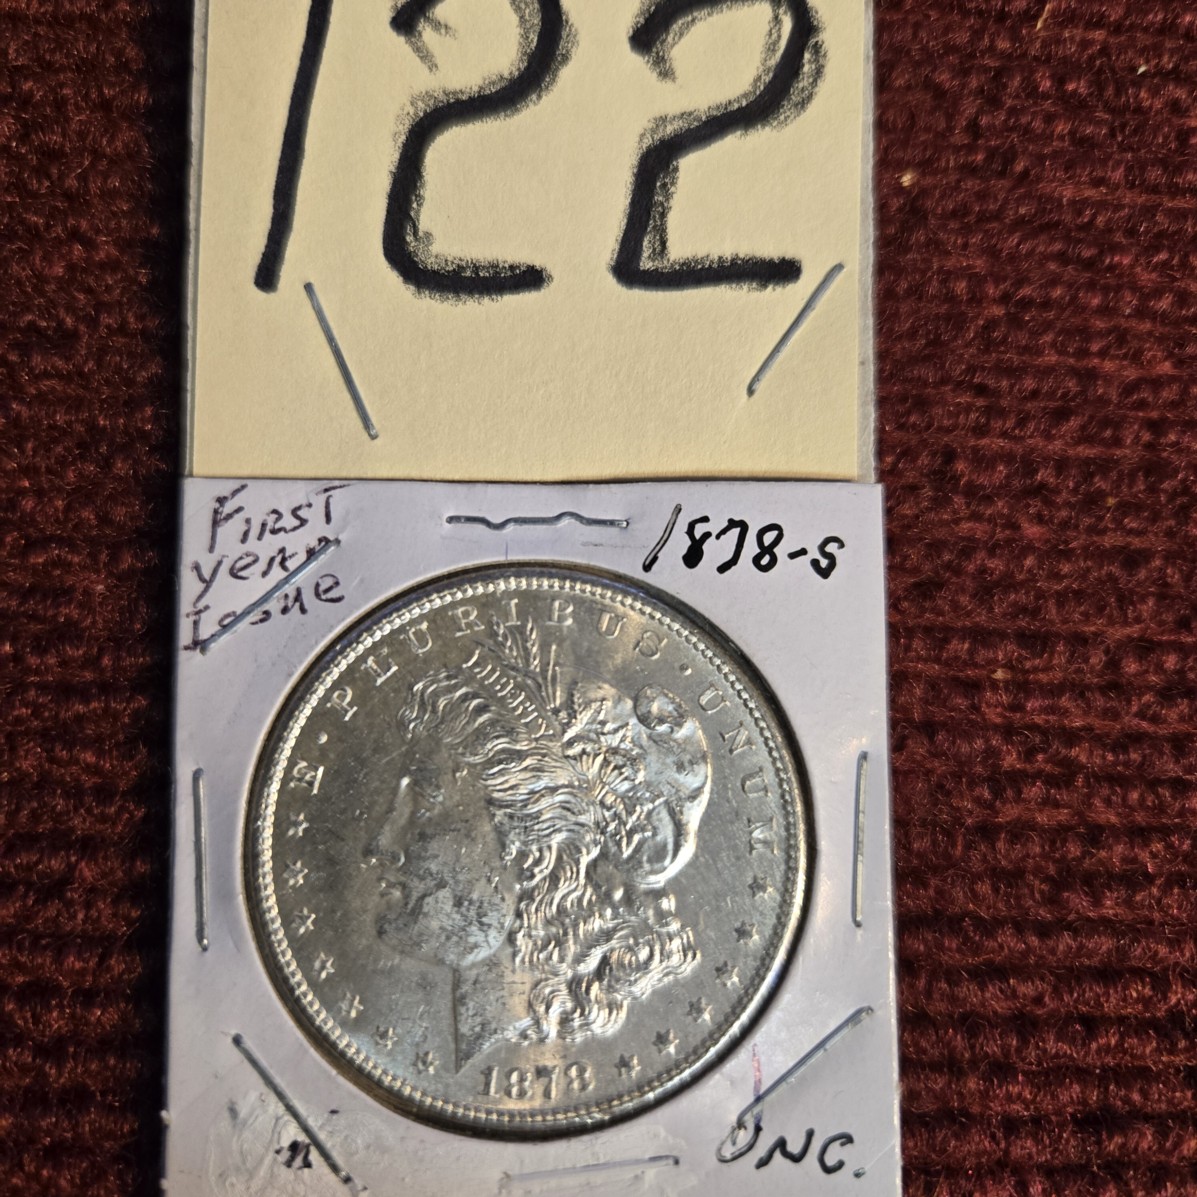 122
FIRST
year
Issue
1878-S
E·PLURIBUS·UNUM
LIBERTY
1878
UNC.